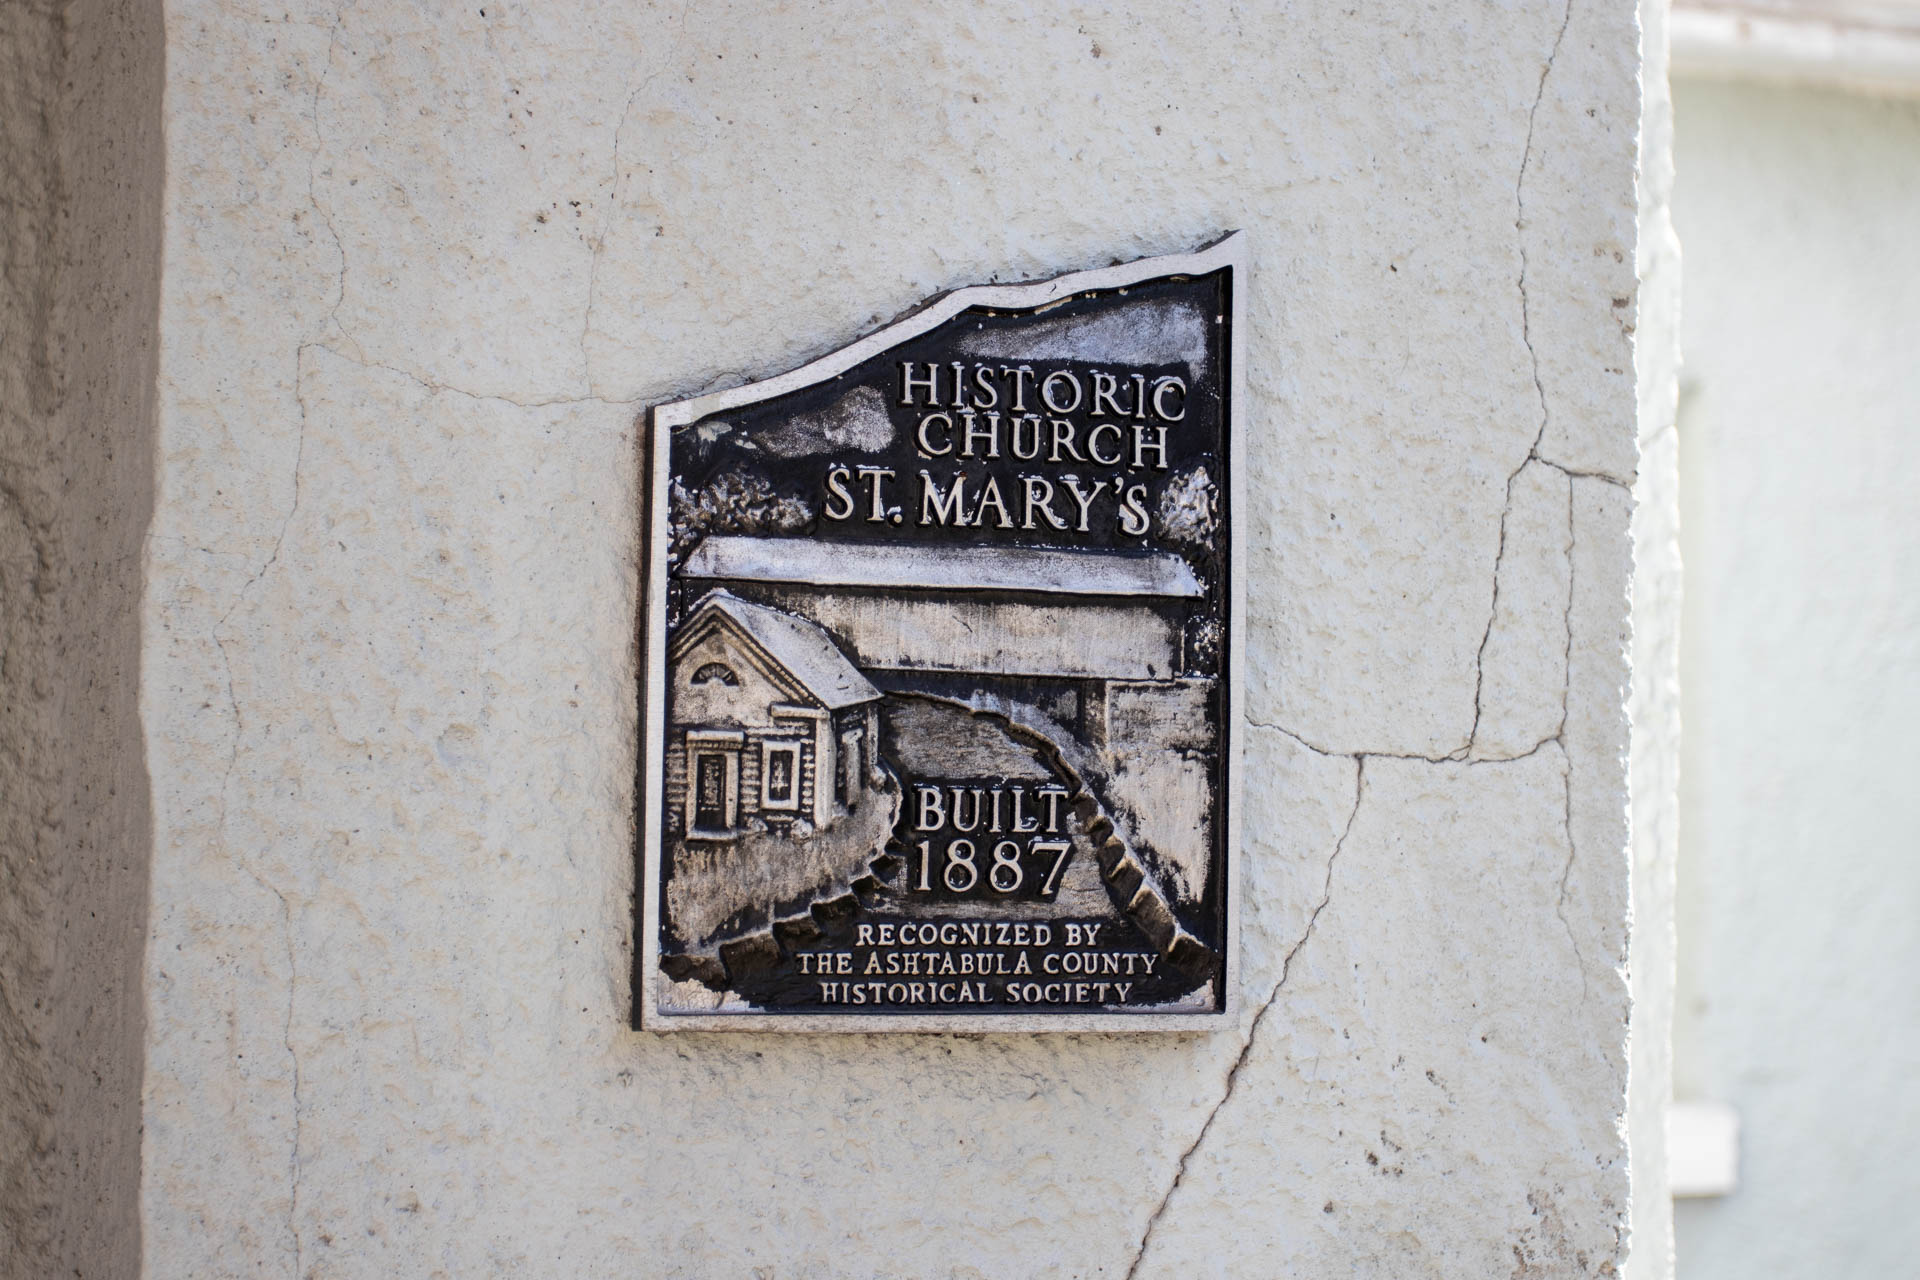 HISTORIC
CHURCH
ST. MARY'S
BUILT
1887
RECOGNIZED BY
THE ASHTABULA COUNTY
HISTORICAL SOCIETY